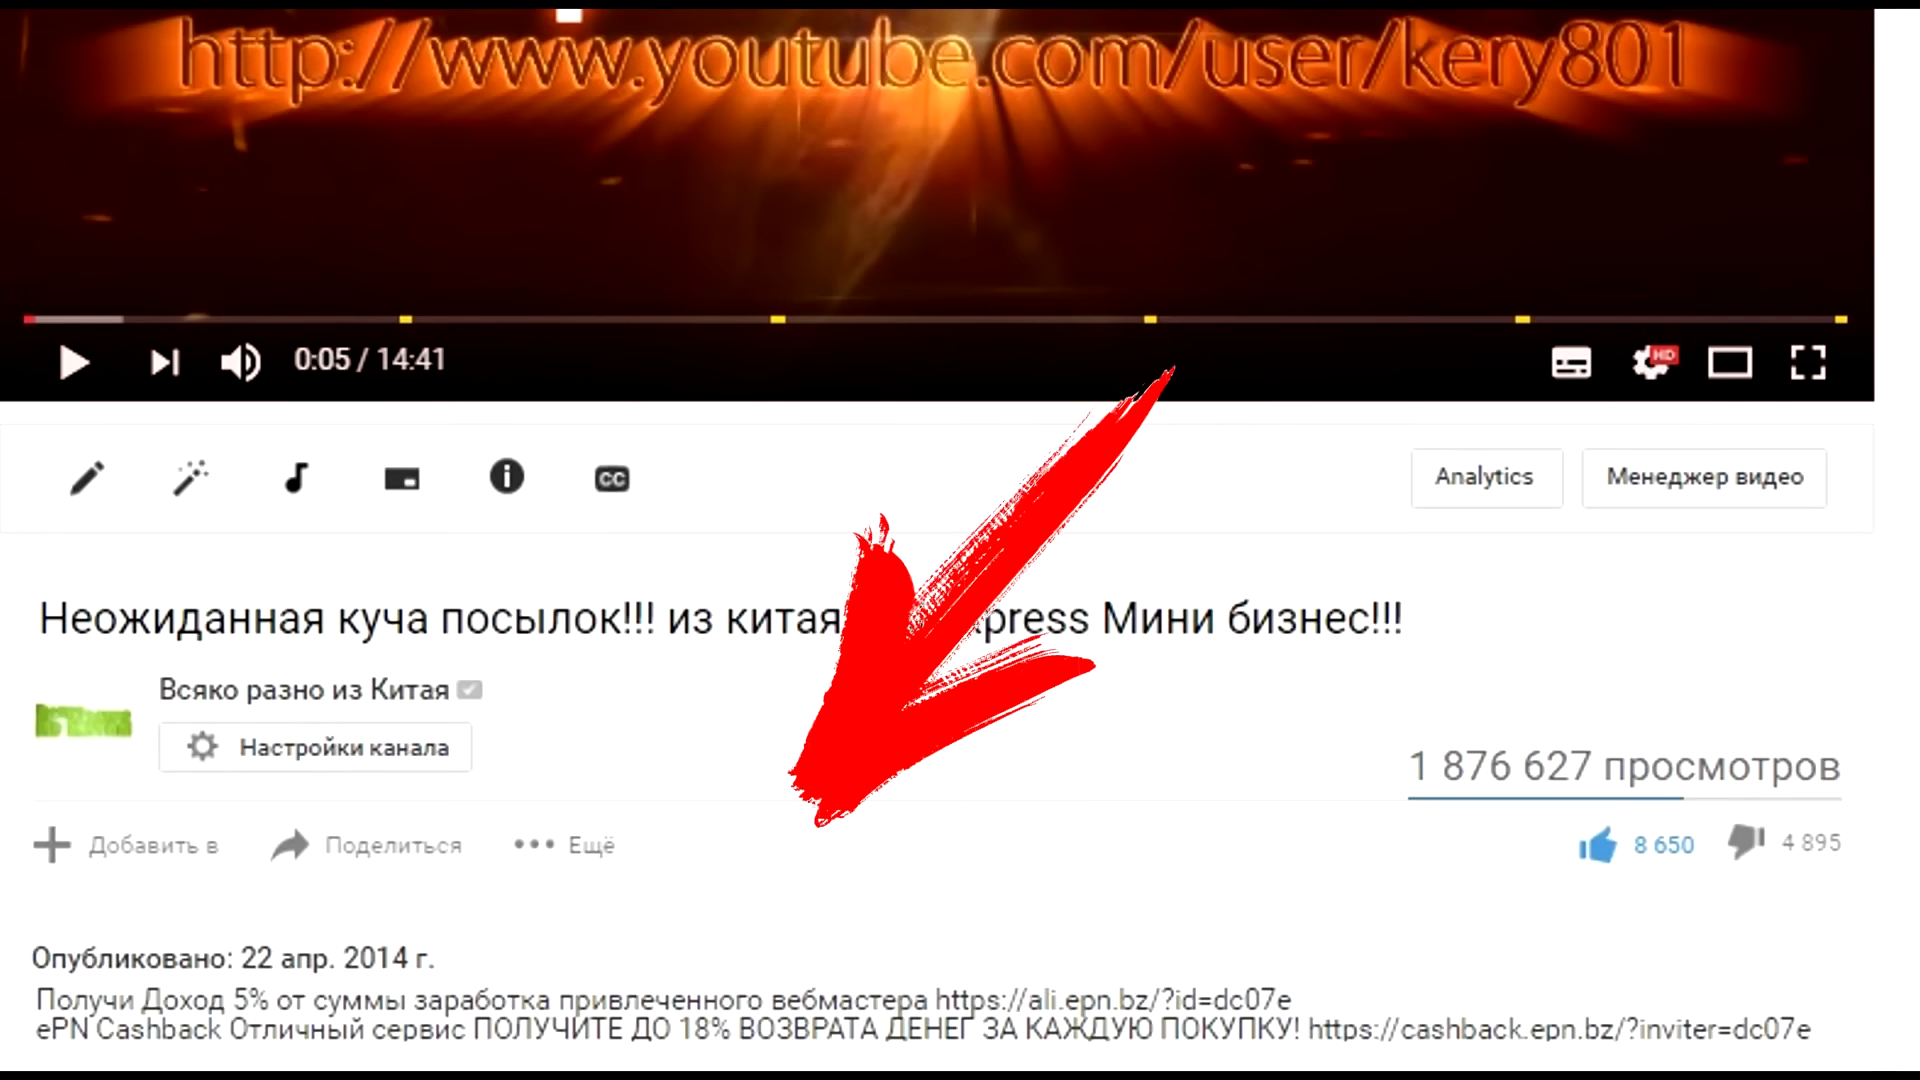 http://www.youtube.com/user/kery801
0:05 / 14:41
HD
CC
Analytics
Менеджер видео
Неожиданная куча посылок!!! из китая press Мини бизнес!!!
Всяко разно из Китая
Настройки канала
1 876 627 просмотров
Добавить в
Поделиться
Ещё
8 650
4 895
Опубликовано: 22 апр. 2014 г.
Получи Доход 5% от суммы заработка привлеченного вебмастера https://ali.epn.bz/?id=dc07e
ePN Cashback Отличный сервис ПОЛУЧИТЕ ДО 18% ВОЗВРАТА ДЕНЕГ ЗА КАЖДУЮ ПОКУПКУ! https://cashback.epn.bz/?inviter=dc07e